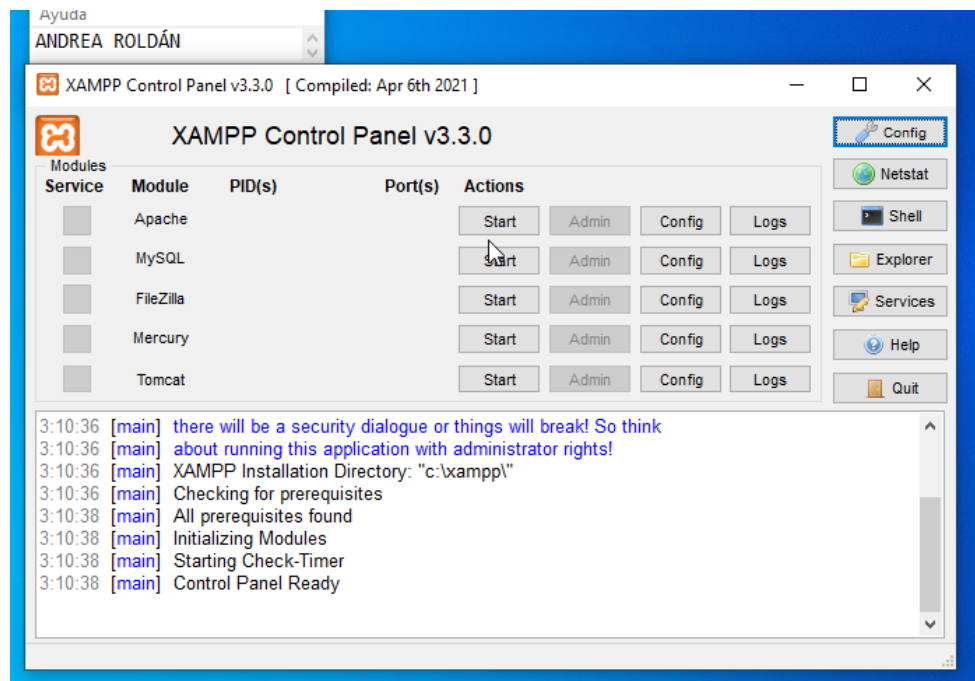 Ayuda
ANDREA ROLDÁN
XAMPP Control Panel v3.3.0 [ Compiled: Apr 6th 2021 ]
XAMPP Control Panel v3.3.0
Config
Modules
Service Module PID(s) Port(s) Actions
Netstat
Apache Start Admin Config Logs
Shell
MySQL Start Admin Config Logs
Explorer
FileZilla Start Admin Config Logs
Services
Mercury Start Admin Config Logs
Help
Tomcat Start Admin Config Logs
Quit
3:10:36 [main] there will be a security dialogue or things will break! So think
3:10:36 [main] about running this application with administrator rights!
3:10:36 [main] XAMPP Installation Directory: "c:\xampp\"
3:10:36 [main] Checking for prerequisites
3:10:38 [main] All prerequisites found
3:10:38 [main] Initializing Modules
3:10:38 [main] Starting Check-Timer
3:10:38 [main] Control Panel Ready